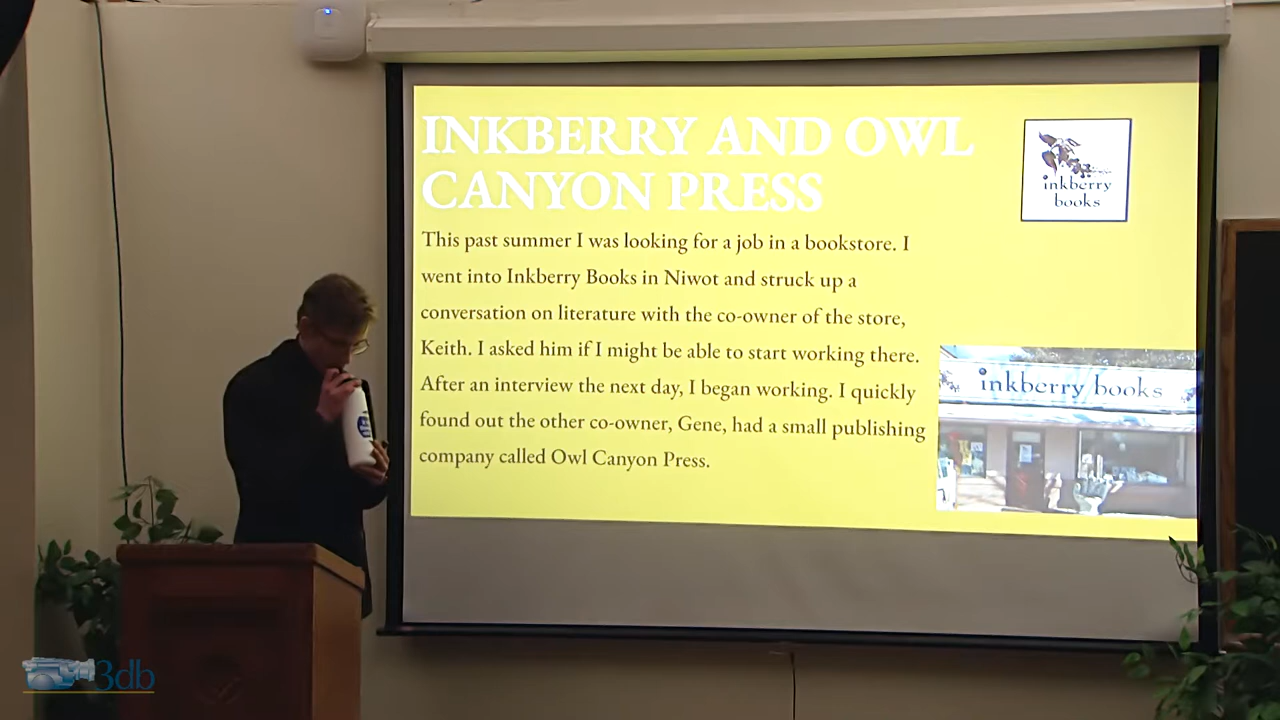 INKBERRY AND OWL
CANYON PRESS
inkberry
books
This past summer I was looking for a job in a bookstore. I
went into Inkberry Books in Niwot and struck up a
conversation on literature with the co-owner of the store,
Keith. I asked him if I might be able to start working there.
After an interview the next day, I began working. I quickly
found out the other co-owner, Gene, had a small publishing
company called Owl Canyon Press.
inkberry books
3db